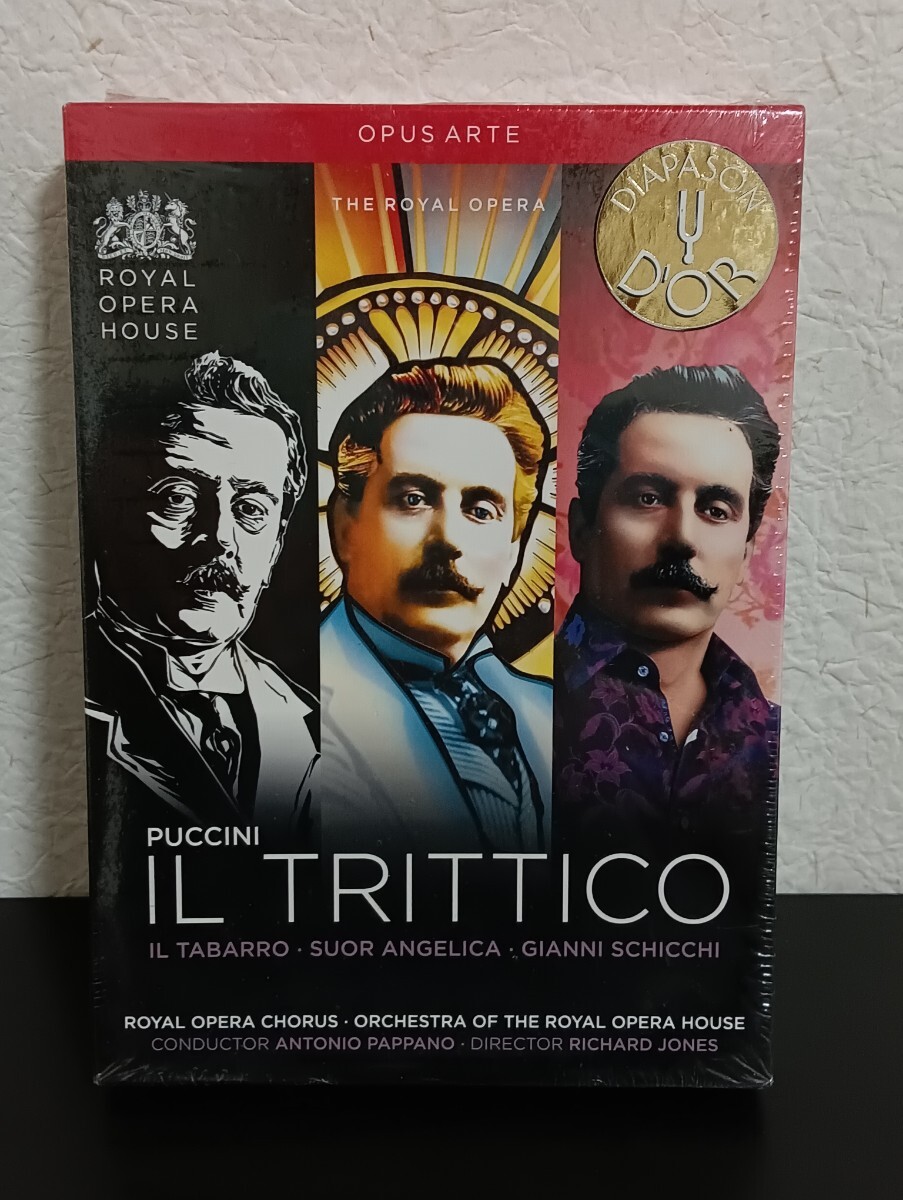 OPUS ARTE
THE ROYAL OPERA
ROYAL
OPERA
HOUSE
DIAPASON
D'OR
PUCCINI
IL TRITTICO
IL TABARRO · SUOR ANGELICA · GIANNI SCHICCHI
ROYAL OPERA CHORUS · ORCHESTRA OF THE ROYAL OPERA HOUSE
CONDUCTOR ANTONIO PAPPANO · DIRECTOR RICHARD JONES